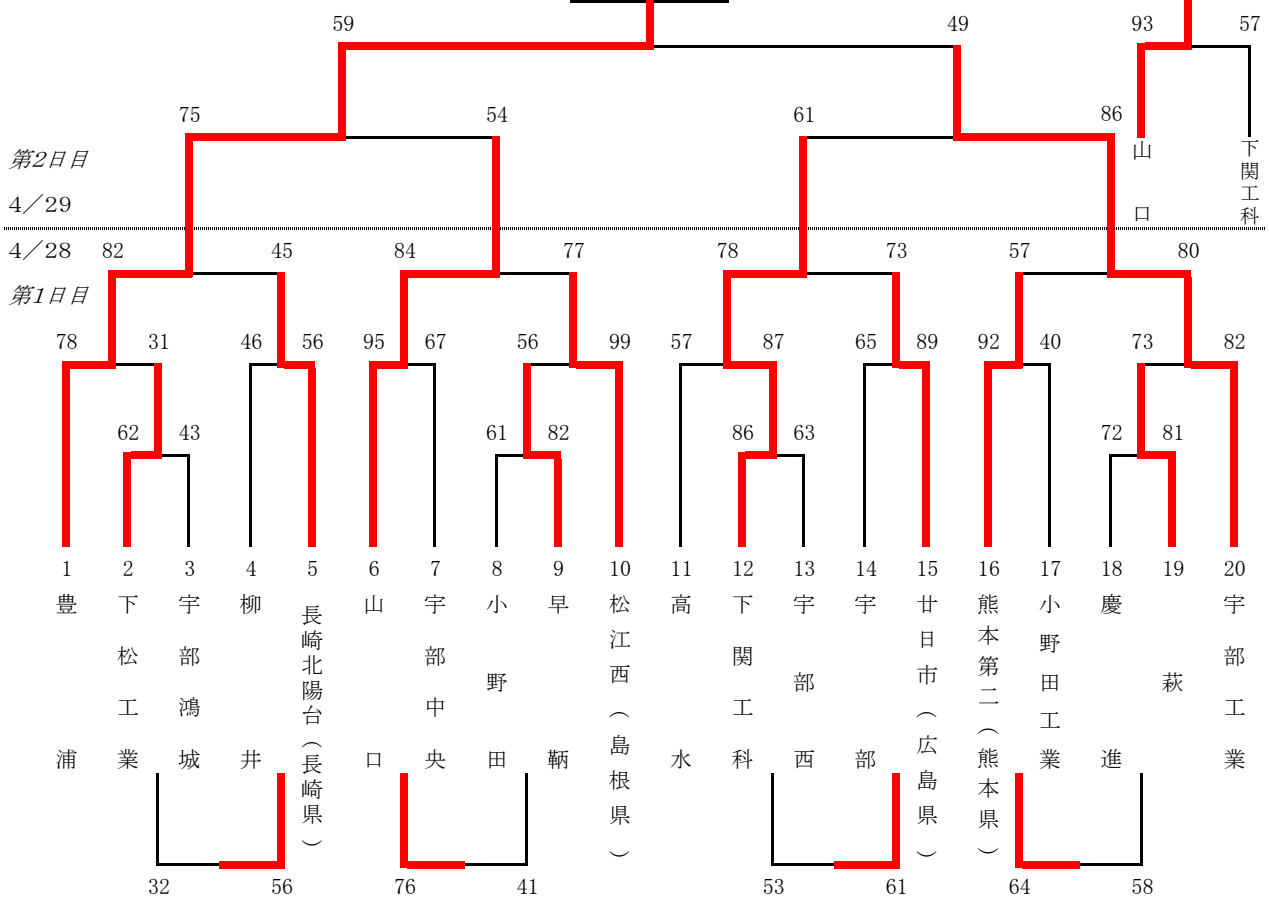 59 49 93 57
75 54 61 86
山口 下関工科
第2日目
4／29
4／28 82 45 84 77 78 73 57 80
第1日目
78 31 46 56 95 67 56 99 57 87 65 89 92 40 73 82
62 43 61 82 86 63 72 81
1 2 3 4 5 6 7 8 9 10 11 12 13 14 15 16 17 18 19 20
豊浦
下松工業
宇部鴻城
柳井
長崎北陽台（長崎県）
山口
宇部中央
小野田
早鞆
松江西（島根県）
高水
下関工科
宇部西
宇部
廿日市（広島県）
熊本第二（熊本県）
小野田工業
慶進
萩
宇部工業
32 56 76 41 53 61 64 58